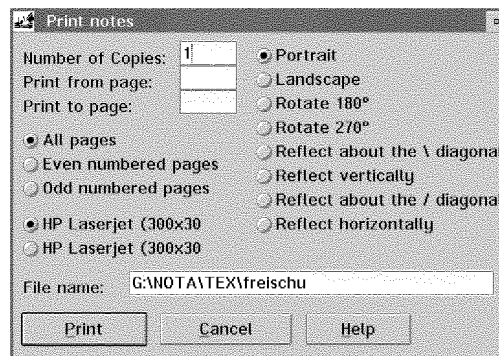 Print notes
Number of Copies: 1
Print from page:
Print to page:
All pages
Even numbered pages
Odd numbered pages
HP Laserjet (300x30
HP Laserjet (300x30
Portrait
Landscape
Rotate 180°
Rotate 270°
Reflect about the \ diagonal
Reflect vertically
Reflect about the / diagonal
Reflect horizontally
File name: G:\NOTA\TEX\freischu
Print Cancel Help